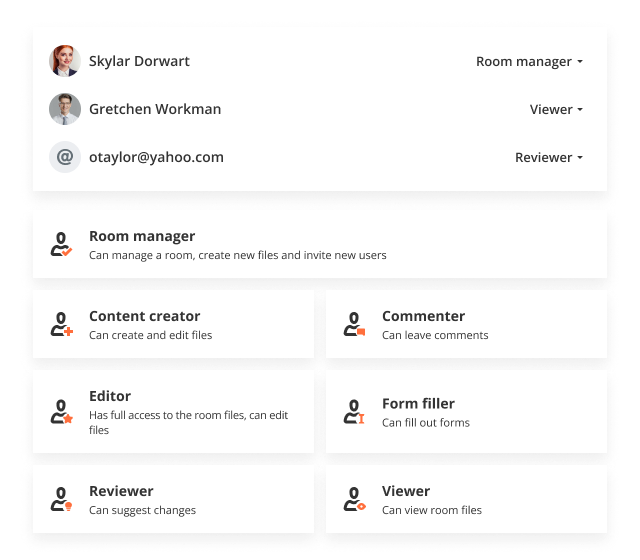 Skylar Dorwart Room manager
Gretchen Workman Viewer
@ otaylor@yahoo.com Reviewer
Room manager
Can manage a room, create new files and invite new users
Content creator
Can create and edit files
Commenter
Can leave comments
Editor
Has full access to the room files, can edit
files
Form filler
Can fill out forms
Reviewer
Can suggest changes
Viewer
Can view room files